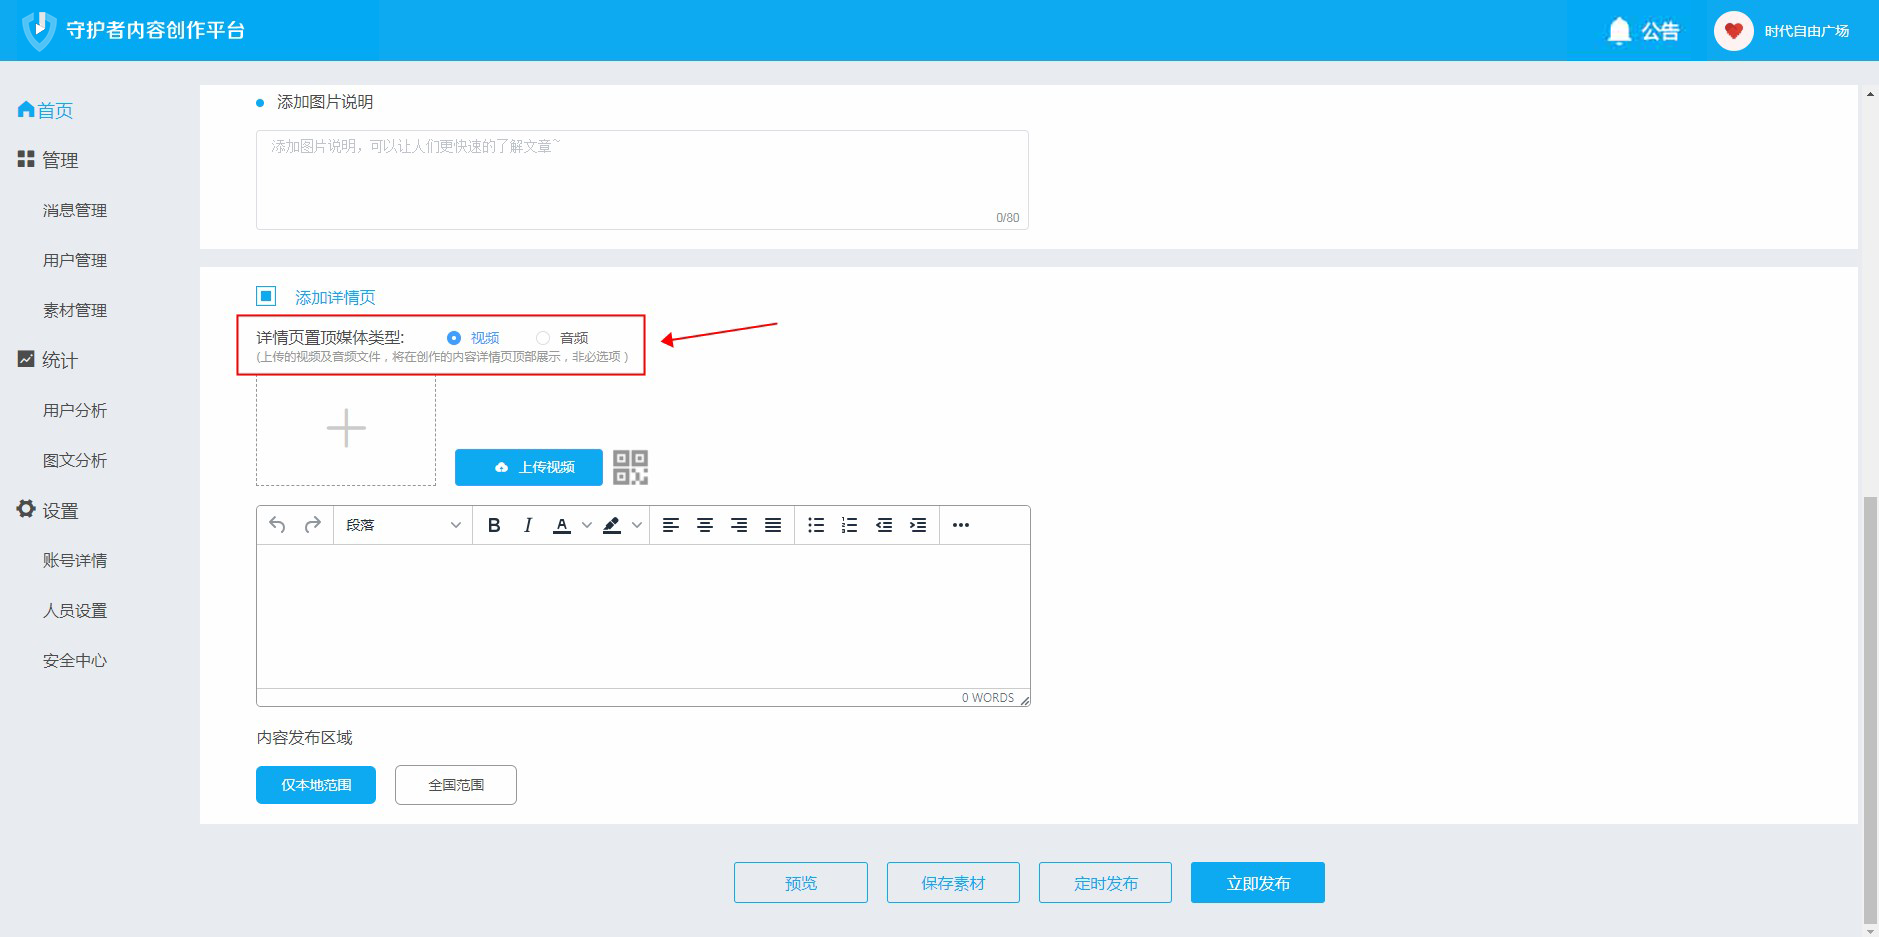 守护者内容创作平台
公告
时代自由广场
首页
管理
消息管理
用户管理
素材管理
统计
用户分析
图文分析
设置
账号详情
人员设置
安全中心
添加图片说明
添加图片说明，可以让人们更快速的了解文章~
0/80
添加详情页
详情页置顶媒体类型: 视频 音频
(上传的视频及音频文件，将在创作的内容详情页顶部展示，非必选项 )
上传视频
段落
0 WORDS
内容发布区域
仅本地范围 全国范围
预览 保存素材 定时发布 立即发布